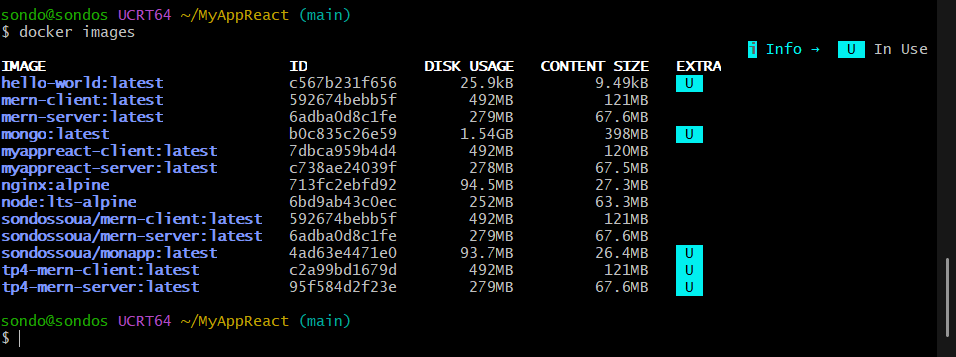 sondo@sondos UCRT64 ~/MyAppReact (main)
$ docker images
i Info → U In Use
IMAGE ID DISK USAGE CONTENT SIZE EXTRA
hello-world:latest c567b231f656 25.9kB 9.49kB U
mern-client:latest 592674bebb5f 492MB 121MB
mern-server:latest 6adba0d8c1fe 279MB 67.6MB
mongo:latest b0c835c26e59 1.54GB 398MB U
myappreact-client:latest 7dbca959b4d4 492MB 120MB
myappreact-server:latest c738ae24039f 278MB 67.5MB
nginx:alpine 713fc2ebfd92 94.5MB 27.3MB
node:lts-alpine 6bd9ab43c0ec 252MB 63.3MB
sondossoua/mern-client:latest 592674bebb5f 492MB 121MB
sondossoua/mern-server:latest 6adba0d8c1fe 279MB 67.6MB
sondossoua/monapp:latest 4ad63e4471e0 93.7MB 26.4MB U
tp4-mern-client:latest c2a99bd1679d 492MB 121MB U
tp4-mern-server:latest 95f584d2f23e 279MB 67.6MB U
sondo@sondos UCRT64 ~/MyAppReact (main)
$